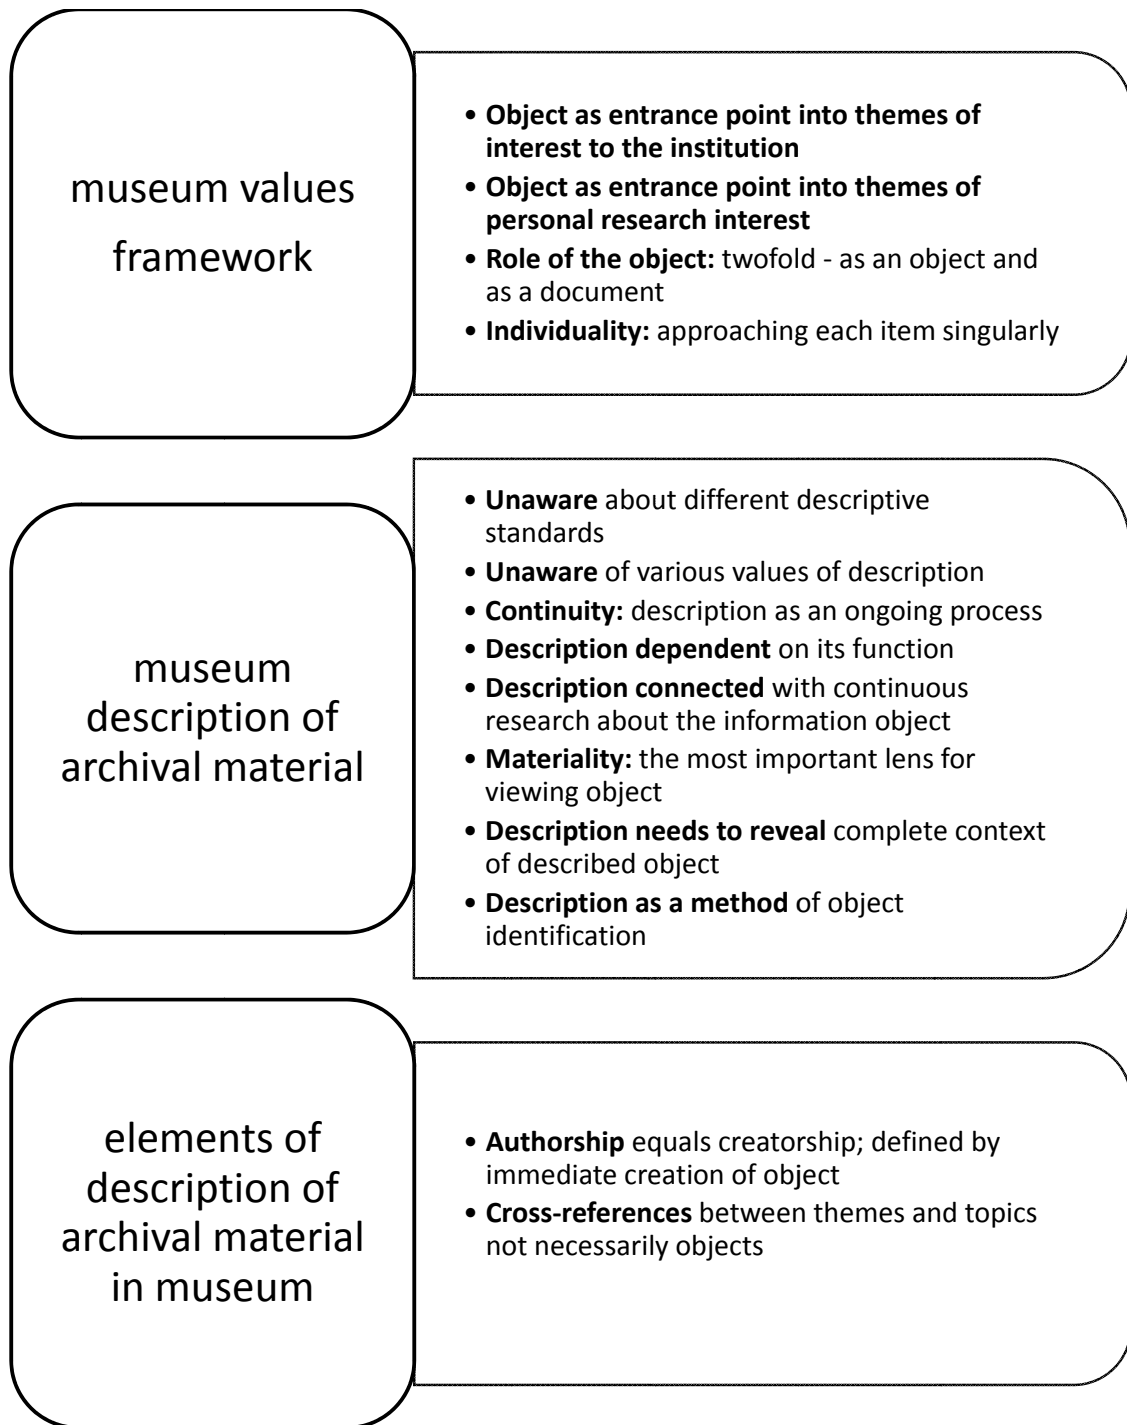 museum values
framework
• Object as entrance point into themes of
interest to the institution
• Object as entrance point into themes of
personal research interest
• Role of the object: twofold - as an object and
as a document
• Individuality: approaching each item singularly
museum
description of
archival material
• Unaware about different descriptive
standards
• Unaware of various values of description
• Continuity: description as an ongoing process
• Description dependent on its function
• Description connected with continuous
research about the information object
• Materiality: the most important lens for
viewing object
• Description needs to reveal complete context
of described object
• Description as a method of object
identification
elements of
description of
archival material
in museum
• Authorship equals creatorship; defined by
immediate creation of object
• Cross-references between themes and topics
not necessarily objects